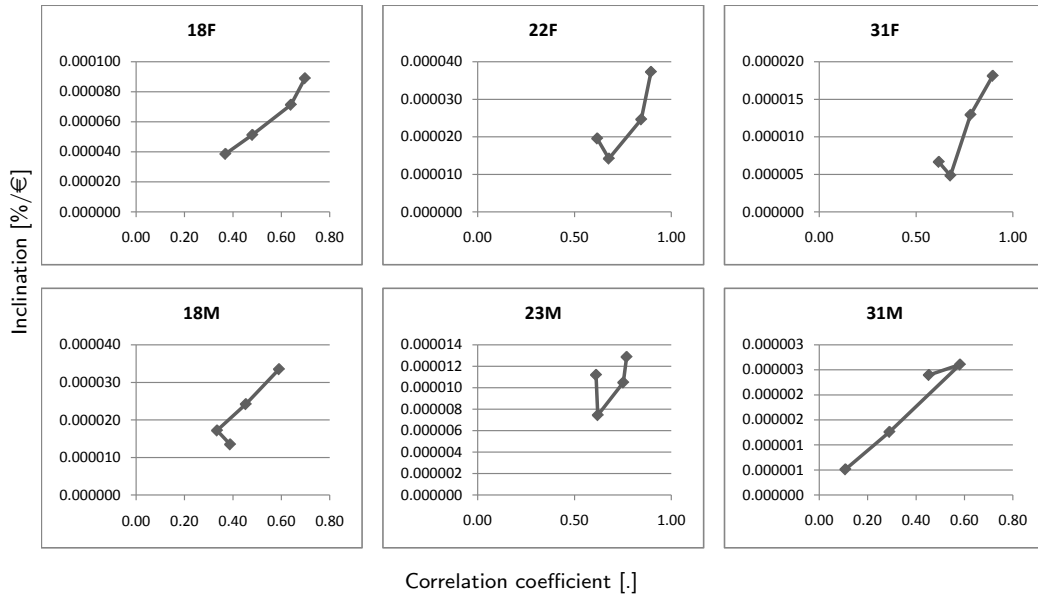 18F
0.000100
0.000080
0.000060
0.000040
0.000020
0.000000
0.00 0.20 0.40 0.60 0.80
22F
0.000040
0.000030
0.000020
0.000010
0.000000
0.00 0.50 1.00
31F
0.000020
0.000015
0.000010
0.000005
0.000000
0.00 0.50 1.00
Inclination [%/€]
18M
0.000040
0.000030
0.000020
0.000010
0.000000
0.00 0.20 0.40 0.60 0.80
23M
0.000014
0.000012
0.000010
0.000008
0.000006
0.000004
0.000002
0.000000
0.00 0.50 1.00
31M
0.000003
0.000003
0.000002
0.000002
0.000001
0.000001
0.000000
0.00 0.20 0.40 0.60 0.80
Correlation coefficient [.]